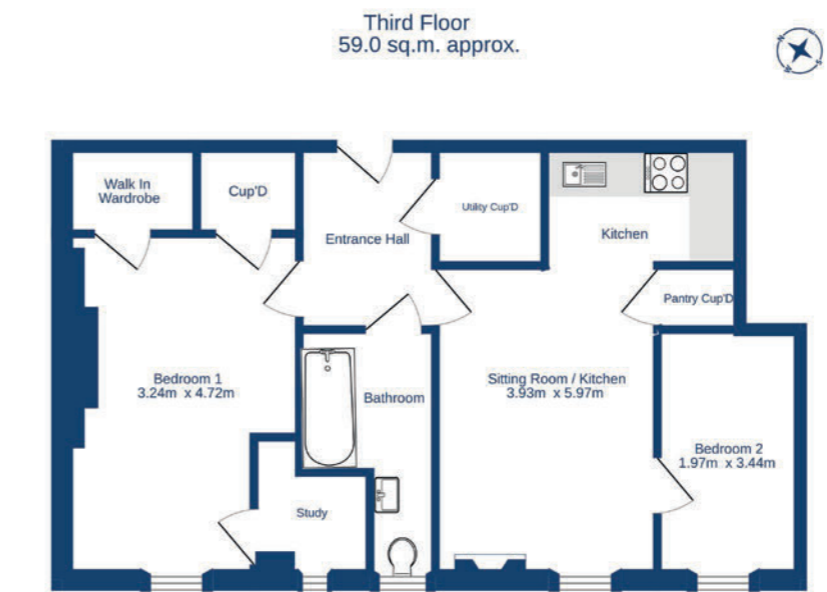 Third Floor
59.0 sq.m. approx.
Walk In
Wardrobe
Cup'D
Utility Cup'D
Entrance Hall
Kitchen
Pantry Cup'D
Bedroom 1
3.24m x 4.72m
Bathroom
Sitting Room / Kitchen
3.93m x 5.97m
Bedroom 2
1.97m x 3.44m
Study